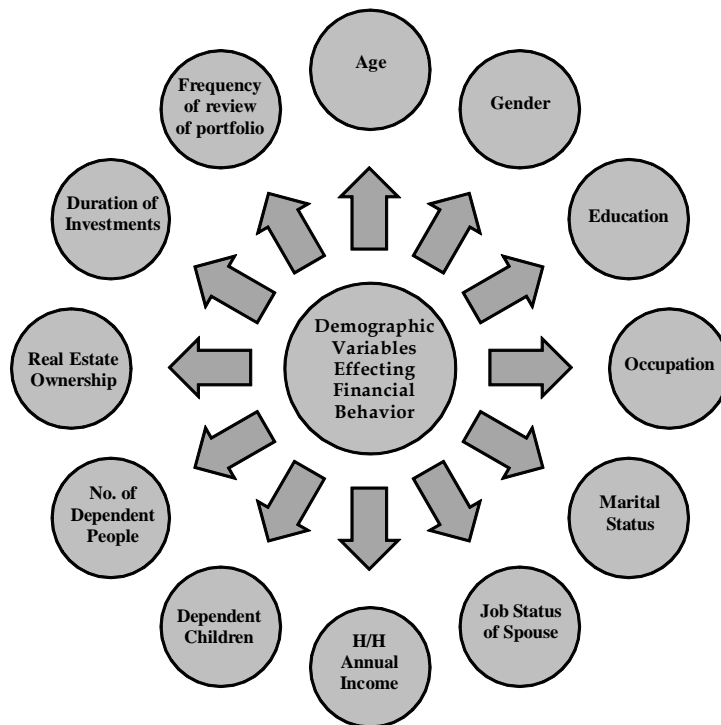 Age
Gender
Education
Occupation
Marital
Status
Job Status
of Spouse
H/H
Annual
Income
Dependent
Children
No. of
Dependent
People
Real Estate
Ownership
Duration of
Investments
Frequency
of review
of portfolio
Demographic
Variables
Effecting
Financial
Behavior